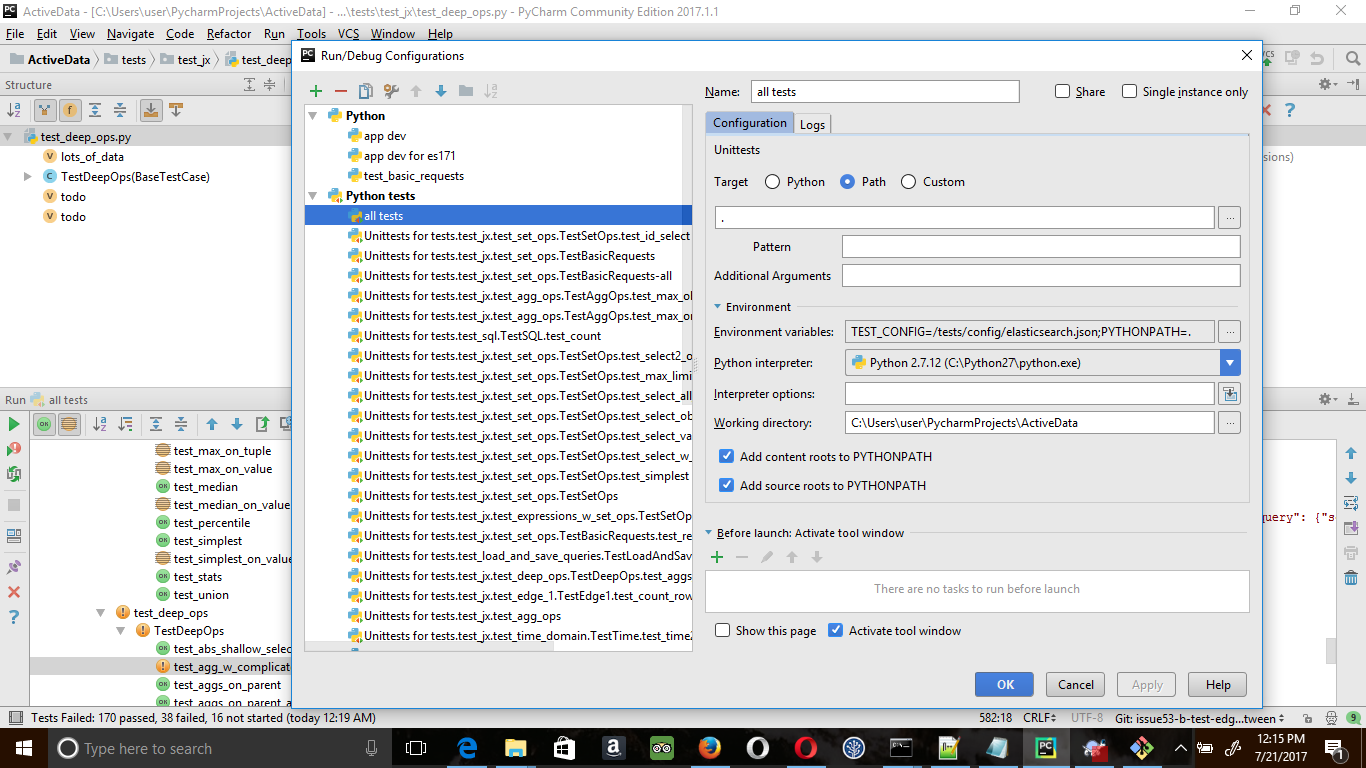 ActiveData - [C:\Users\user\PycharmProjects\ActiveData] - ...\tests\test_jx\test_deep_ops.py - PyCharm Community Edition 2017.1.1
File Edit View Navigate Code Refactor Run Tools VCS Window Help
ActiveData tests test_jx test_deep
Structure
test_deep_ops.py
lots_of_data
TestDeepOps(BaseTestCase)
todo
todo
Run all tests
test_max_on_tuple
test_max_on_value
test_median
test_median_on_value
test_percentile
test_simplest
test_simplest_on_value
test_stats
test_union
test_deep_ops
TestDeepOps
test_abs_shallow_selec
test_agg_w_complicat
test_aggs_on_parent
test_aggs_on_parent_a
Run/Debug Configurations
Python
app dev
app dev for es171
test_basic_requests
Python tests
all tests
Unittests for tests.test_jx.test_set_ops.TestSetOps.test_id_select
Unittests for tests.test_jx.test_set_ops.TestBasicRequests
Unittests for tests.test_jx.test_set_ops.TestBasicRequests-all
Unittests for tests.test_jx.test_agg_ops.TestAggOps.test_max_o
Unittests for tests.test_jx.test_agg_ops.TestAggOps.test_max_o
Unittests for tests.test_sql.TestSQL.test_count
Unittests for tests.test_jx.test_set_ops.TestSetOps.test_select2_o
Unittests for tests.test_jx.test_set_ops.TestSetOps.test_max_limi
Unittests for tests.test_jx.test_set_ops.TestSetOps.test_select_all
Unittests for tests.test_jx.test_set_ops.TestSetOps.test_select_ob
Unittests for tests.test_jx.test_set_ops.TestSetOps.test_select_va
Unittests for tests.test_jx.test_set_ops.TestSetOps.test_select_w_
Unittests for tests.test_jx.test_set_ops.TestSetOps.test_simplest
Unittests for tests.test_jx.test_set_ops.TestSetOps
Unittests for tests.test_jx.test_expressions_w_set_ops.TestSetOp
Unittests for tests.test_jx.test_set_ops.TestBasicRequests.test_re
Unittests for tests.test_load_and_save_queries.TestLoadAndSav
Unittests for tests.test_jx.test_deep_ops.TestDeepOps.test_aggs
Unittests for tests.test_jx.test_edge_1.TestEdge1.test_count_row
Unittests for tests.test_jx.test_agg_ops
Unittests for tests.test_jx.test_time_domain.TestTime.test_time2
Name: all tests Share Single instance only
Configuration Logs
Unittests
Target Python Path Custom
.
Pattern
Additional Arguments
Environment
Environment variables: TEST_CONFIG=/tests/config/elasticsearch.json;PYTHONPATH=.
Python interpreter: Python 2.7.12 (C:\Python27\python.exe)
Interpreter options:
Working directory: C:\Users\user\PycharmProjects\ActiveData
Add content roots to PYTHONPATH
Add source roots to PYTHONPATH
Before launch: Activate tool window
There are no tasks to run before launch
Show this page Activate tool window
OK Cancel Apply Help
VCS
sions)
query": {"s
Tests Failed: 170 passed, 38 failed, 16 not started (today 12:19 AM)
582:18 CRLF UTF-8 Git: issue53-b-test-edg...tween 9
Type here to search
12:15 PM
7/21/2017
1